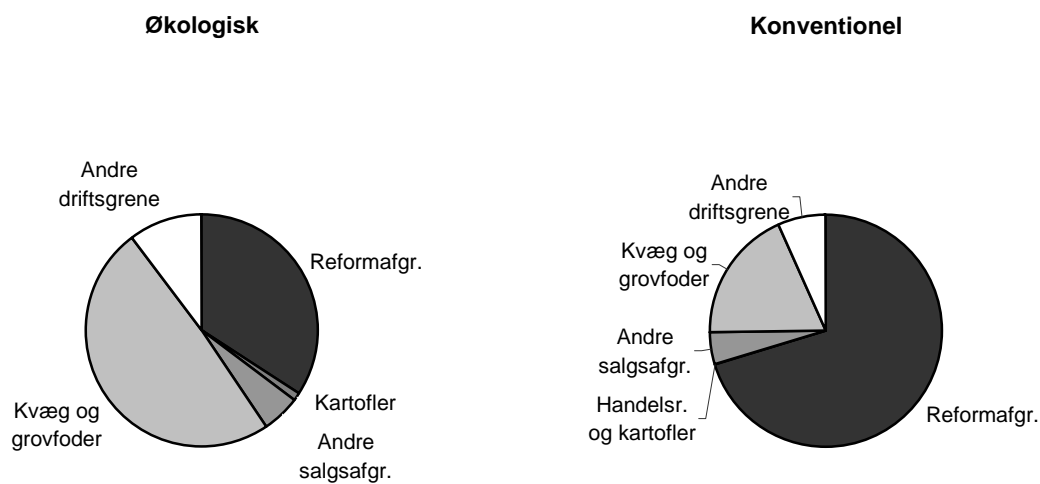 Økologisk
Andre
driftsgrene
Reformafgr.
Kartofler
Andre
salgsafgr.
Kvæg og
grovfoder
Konventionel
Andre
driftsgrene
Kvæg og
grovfoder
Andre
salgsafgr.
Handelsr.
og kartofler
Reformafgr.